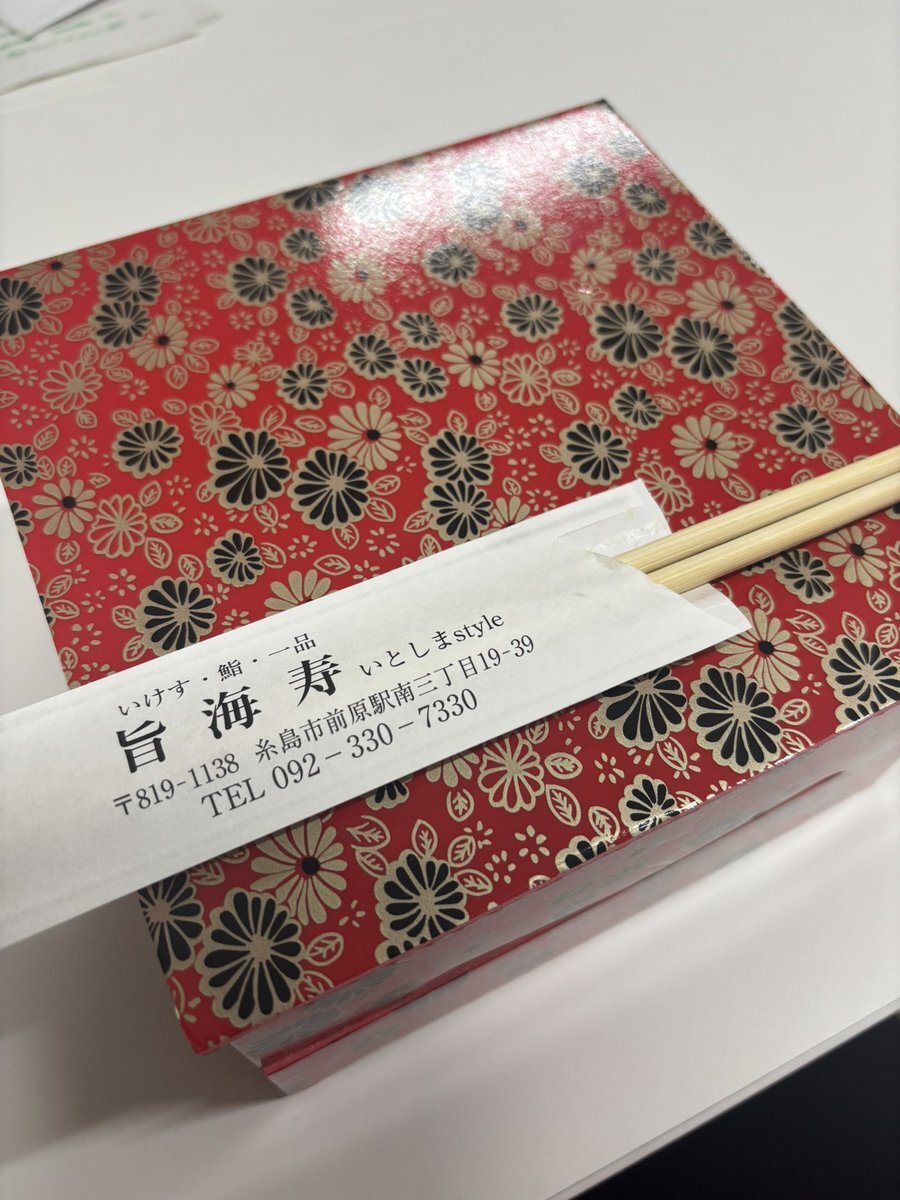 いけす・鮨・一品
旨海寿 いとしまstyle
〒819-1138 糸島市前原駅南三丁目19-39
TEL 092-330-7330